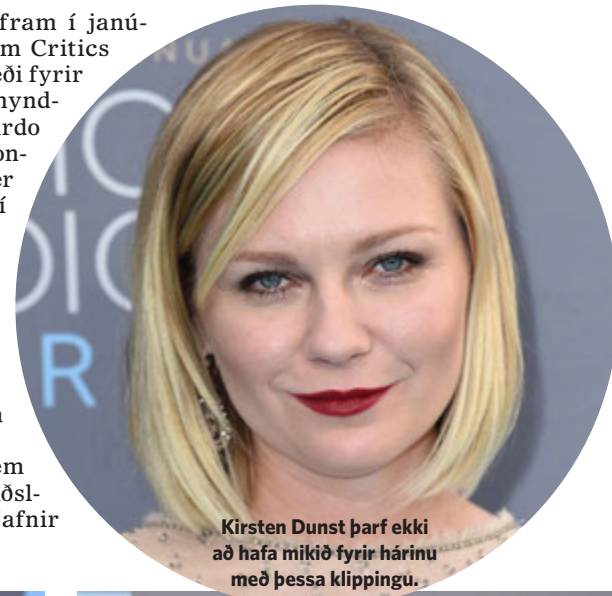 fram í janú-
m Critics
eði fyrir
mynd-
rdo
on-
er
í
em
ðsl-
afnir
R
Kirsten Dunst þarf ekki
að hafa mikið fyrir hárinu
með þessa klippingu.